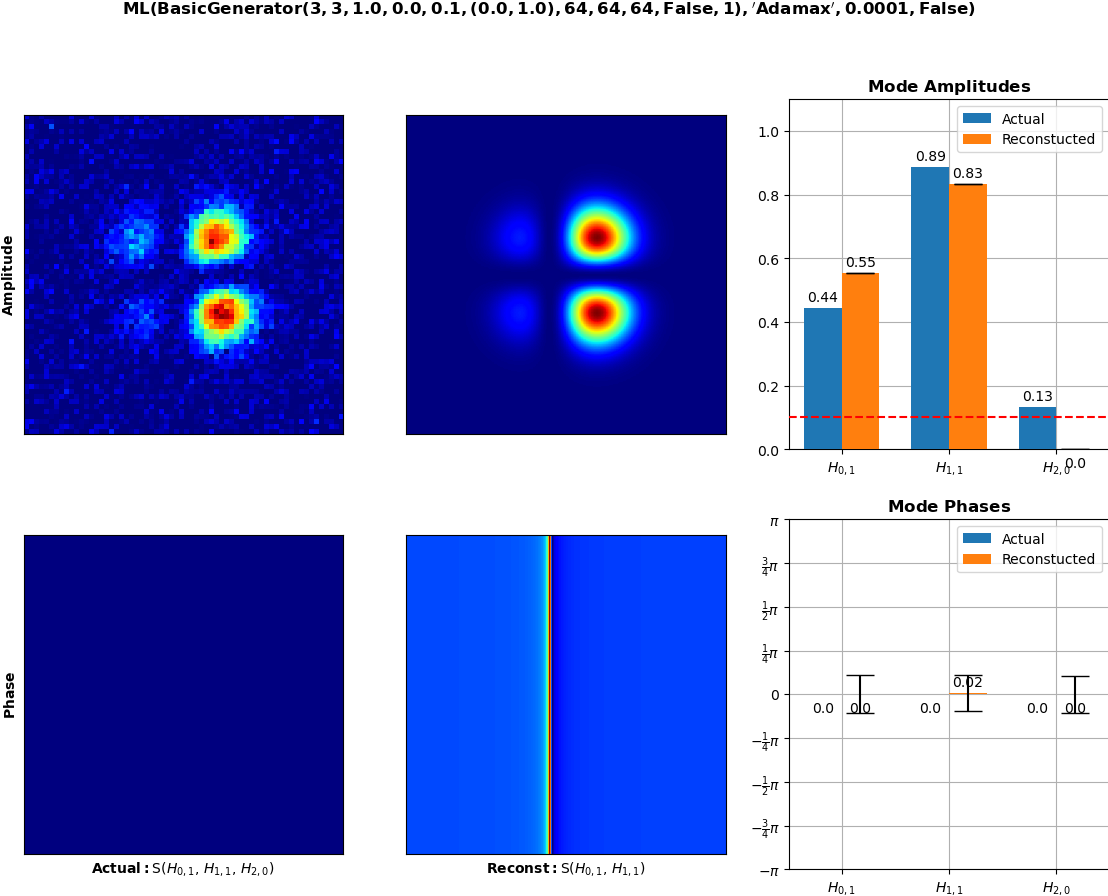 ML(BasicGenerator(3, 3, 1.0, 0.0, 0.1, (0.0, 1.0), 64, 64, 64, False, 1), ′Adamax′, 0.0001, False)
Amplitude
Mode Amplitudes
Actual
Reconstucted
1.0
0.8
0.6
0.4
0.2
0.0
0.44
0.55
0.89
0.83
0.13
0.0
H0,1
H1,1
H2,0
Phase
Actual: S(H0,1, H1,1, H2,0)
Reconst: S(H0,1, H1,1)
Mode Phases
Actual
Reconstucted
π
3/4π
1/2π
1/4π
0
−1/4π
−1/2π
−3/4π
−π
0.0
0.0
0.0
0.02
0.0
0.0
H0,1
H1,1
H2,0